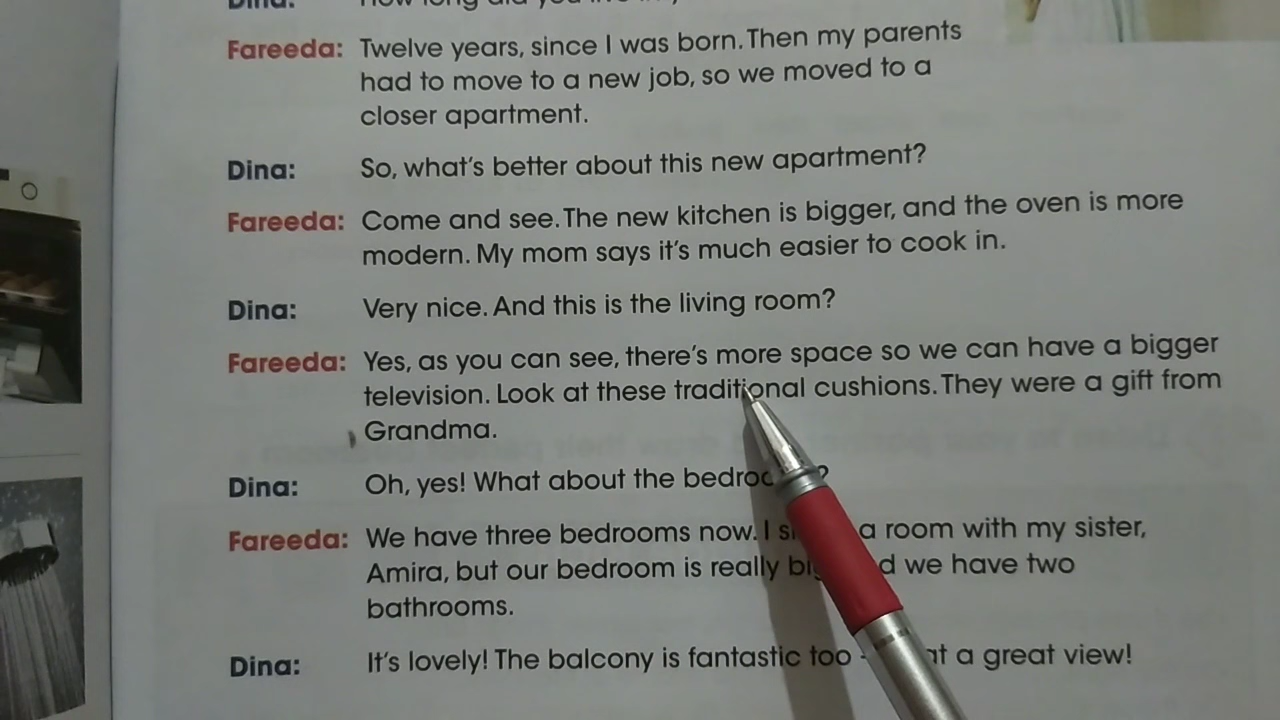 Dina:
Fareeda: Twelve years, since I was born. Then my parents
had to move to a new job, so we moved to a
closer apartment.
Dina: So, what's better about this new apartment?
Fareeda: Come and see. The new kitchen is bigger, and the oven is more
modern. My mom says it's much easier to cook in.
Dina: Very nice. And this is the living room?
Fareeda: Yes, as you can see, there's more space so we can have a bigger
television. Look at these traditional cushions. They were a gift from
Grandma.
Dina: Oh, yes! What about the
Fareeda: We have three bedrooms now. I a room with my sister,
Amira, but our bedroom is really we have two
bathrooms.
Dina: It's lovely! The balcony is fantastic too - a great view!